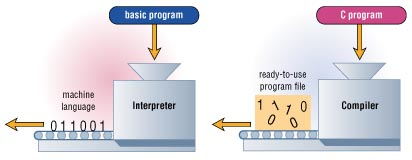 basic program
machine
language
Interpreter
011001
C program
ready-to-use
program file
1 1 1 0
0 0
Compiler